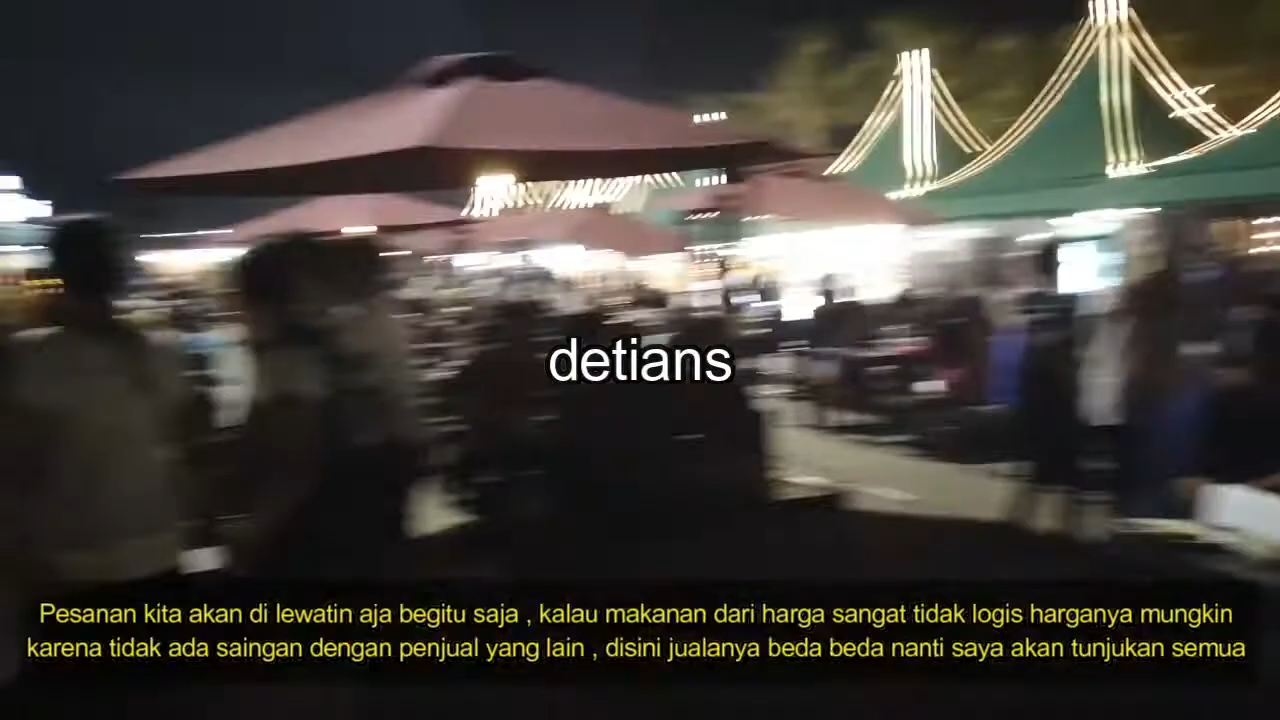 detians
Pesanan kita akan di lewatin aja begitu saja , kalau makanan dari harga sangat tidak logis harganya mungkin
karena tidak ada saingan dengan penjual yang lain , disini jualanya beda beda nanti saya akan tunjukan semua